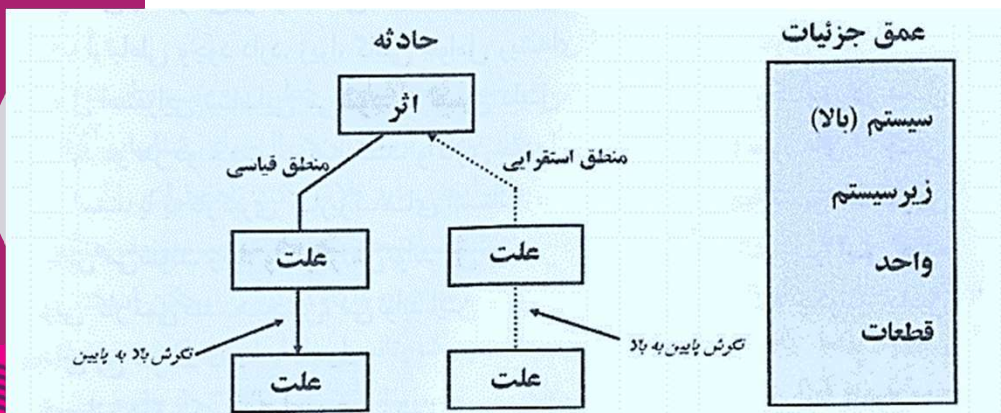 حادثه
عمق جزئیات
اثر
سیستم (بالا)
منطق استقرایی
منطق قیاسی
زیرسیستم
علت
علت
واحد
قطعات
نگرش پایین به بالا
نگرش بالا به پایین
علت
علت